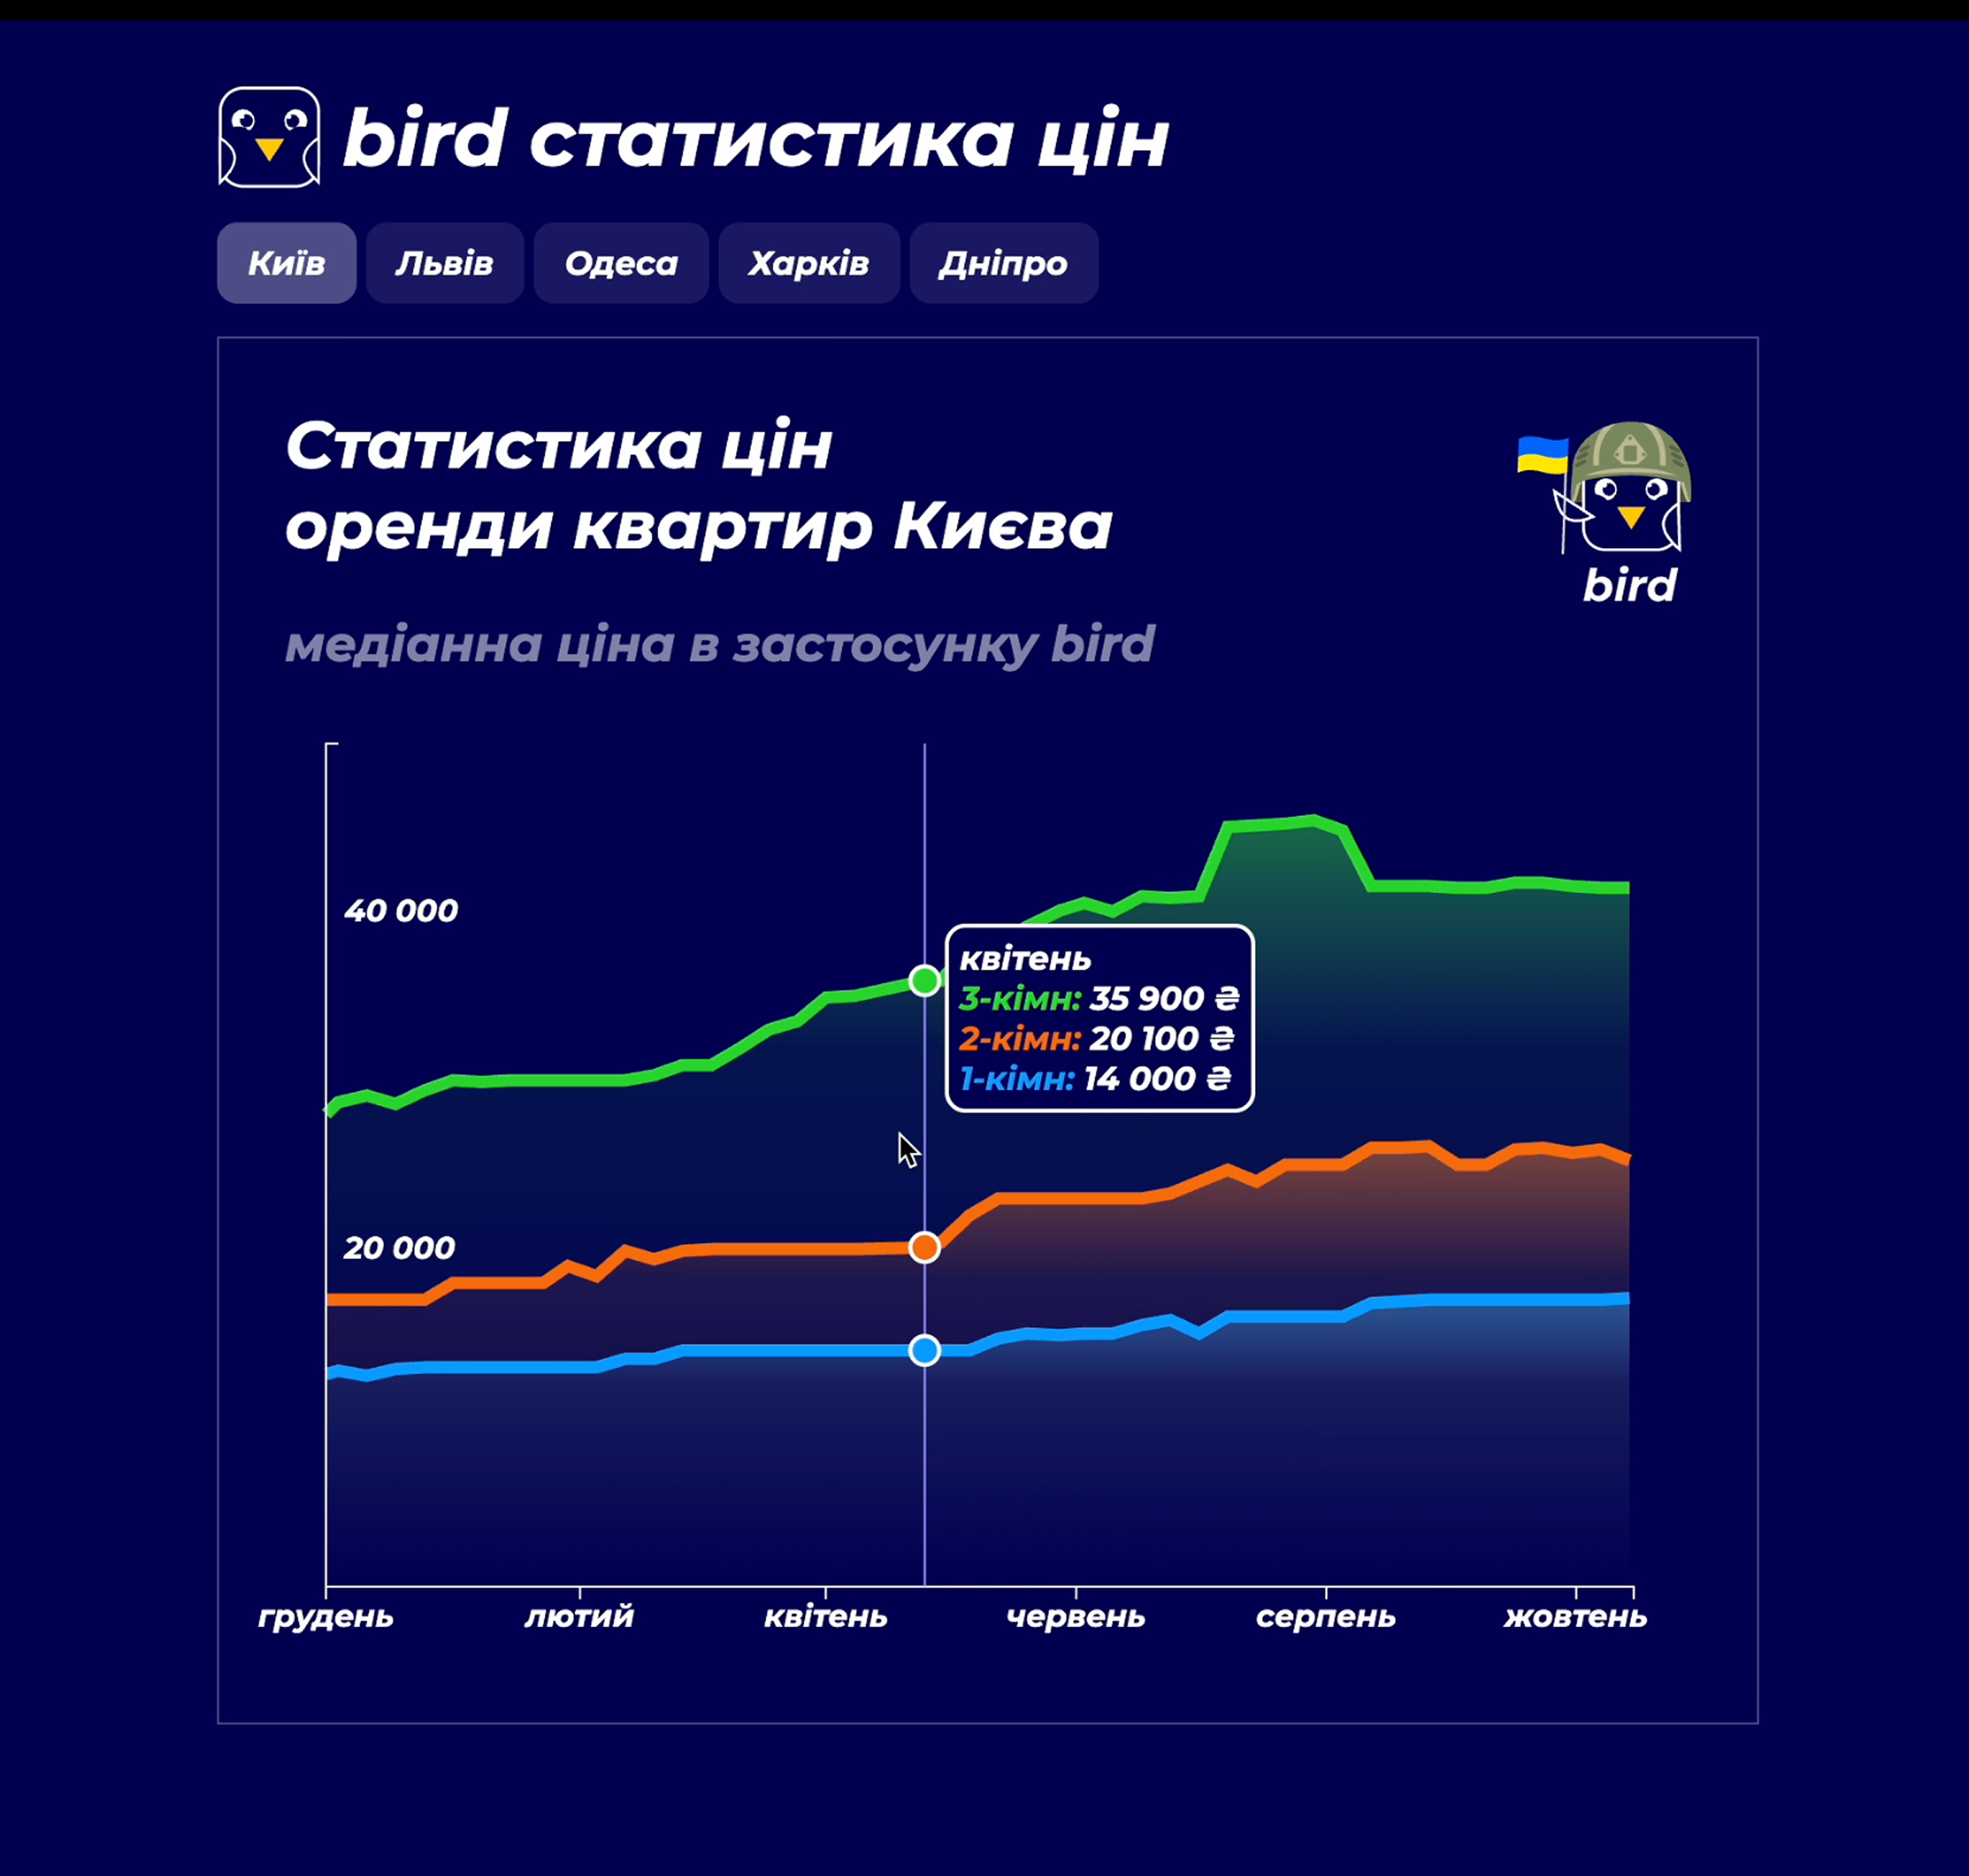 bird статистика цін
Київ
Львів
Одеса
Харків
Дніпро
Статистика цін
оренди квартир Києва
bird
медіанна ціна в застосунку bird
40 000
20 000
квітень
3-кімн: 35 900 ₴
2-кімн: 20 100 ₴
1-кімн: 14 000 ₴
грудень
лютий
квітень
червень
серпень
жовтень